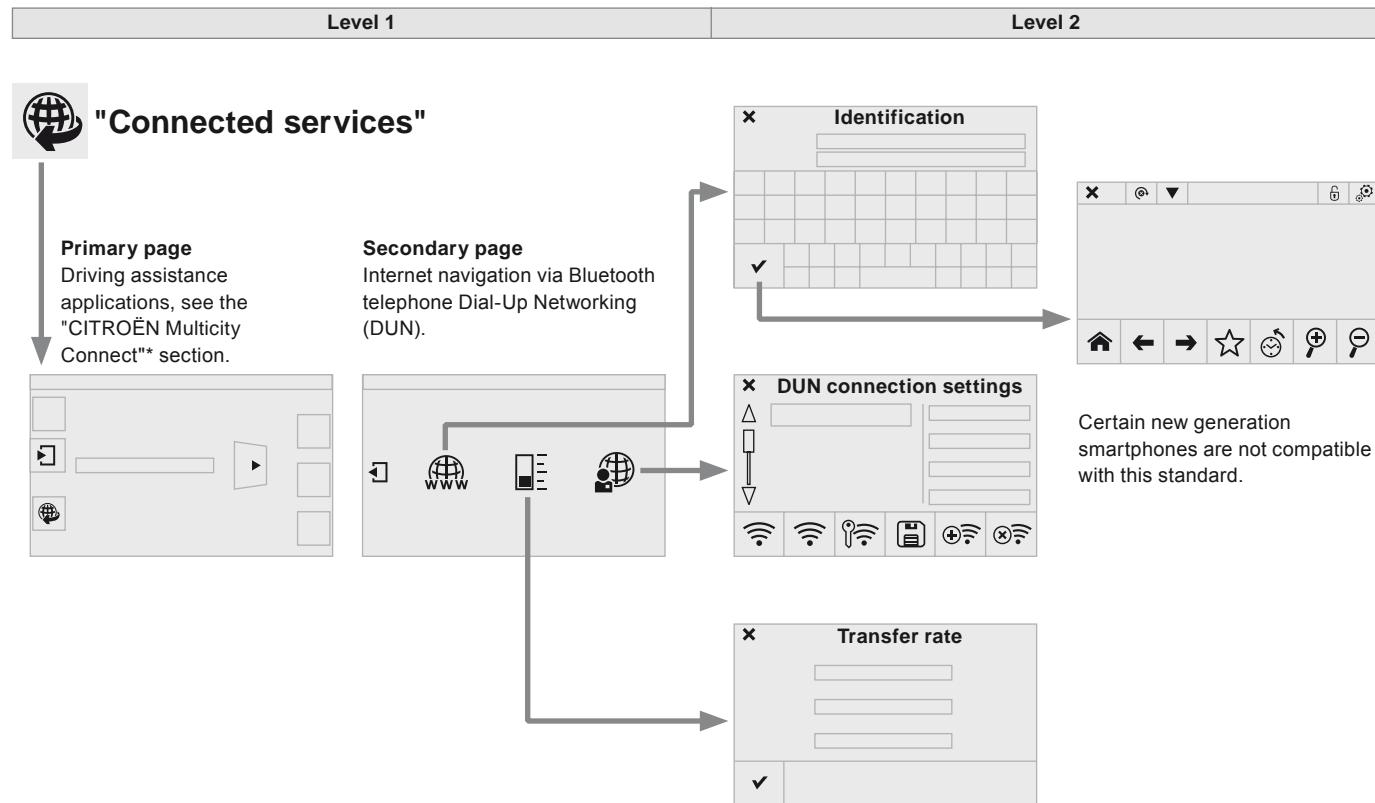 Level 1
Level 2
"Connected services"
Primary page
Driving assistance
applications, see the
"CITROËN Multicity
Connect"* section.
Secondary page
Internet navigation via Bluetooth
telephone Dial-Up Networking
(DUN).
WWW
Identification
DUN connection settings
Transfer rate
Certain new generation
smartphones are not compatible
with this standard.